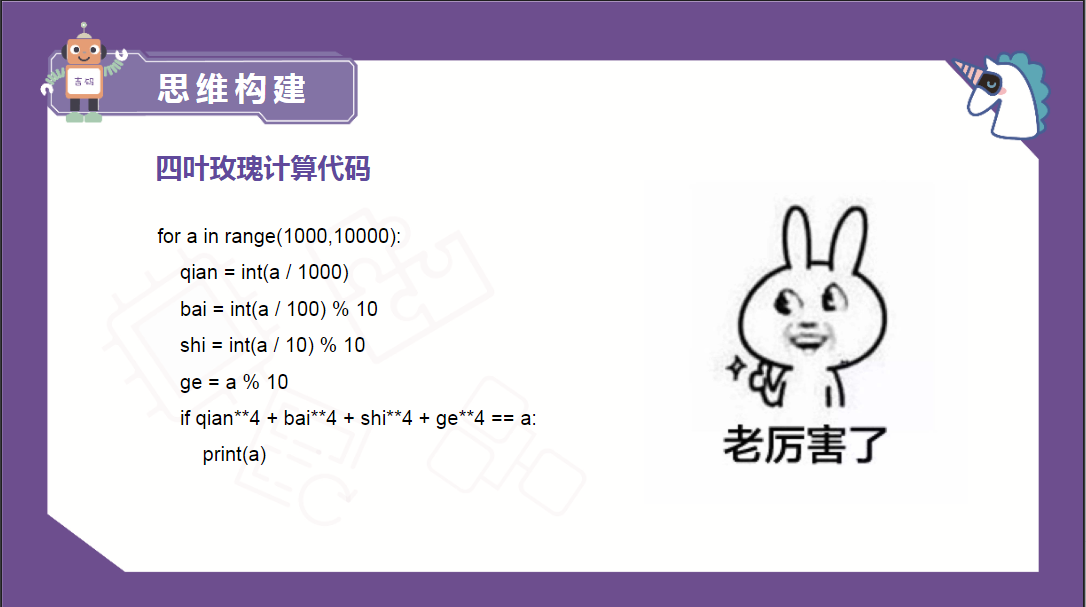 吉码
思维构建
四叶玫瑰计算代码
for a in range(1000,10000):
qian = int(a / 1000)
bai = int(a / 100) % 10
shi = int(a / 10) % 10
ge = a % 10
if qian**4 + bai**4 + shi**4 + ge**4 == a:
print(a)
老厉害了